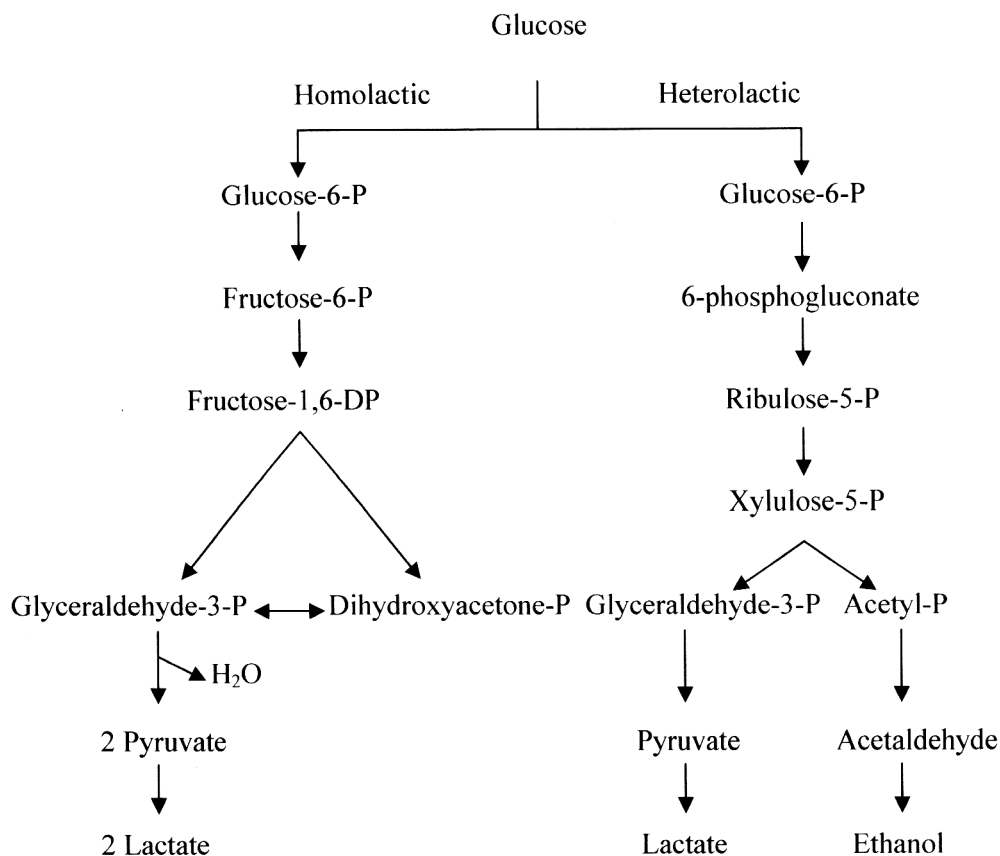 Glucose
Homolactic Heterolactic
Glucose-6-P Glucose-6-P
Fructose-6-P 6-phosphogluconate
Fructose-1,6-DP Ribulose-5-P
Xylulose-5-P
Glyceraldehyde-3-P Dihydroxyacetone-P Glyceraldehyde-3-P Acetyl-P
H₂O
2 Pyruvate Pyruvate Acetaldehyde
2 Lactate Lactate Ethanol